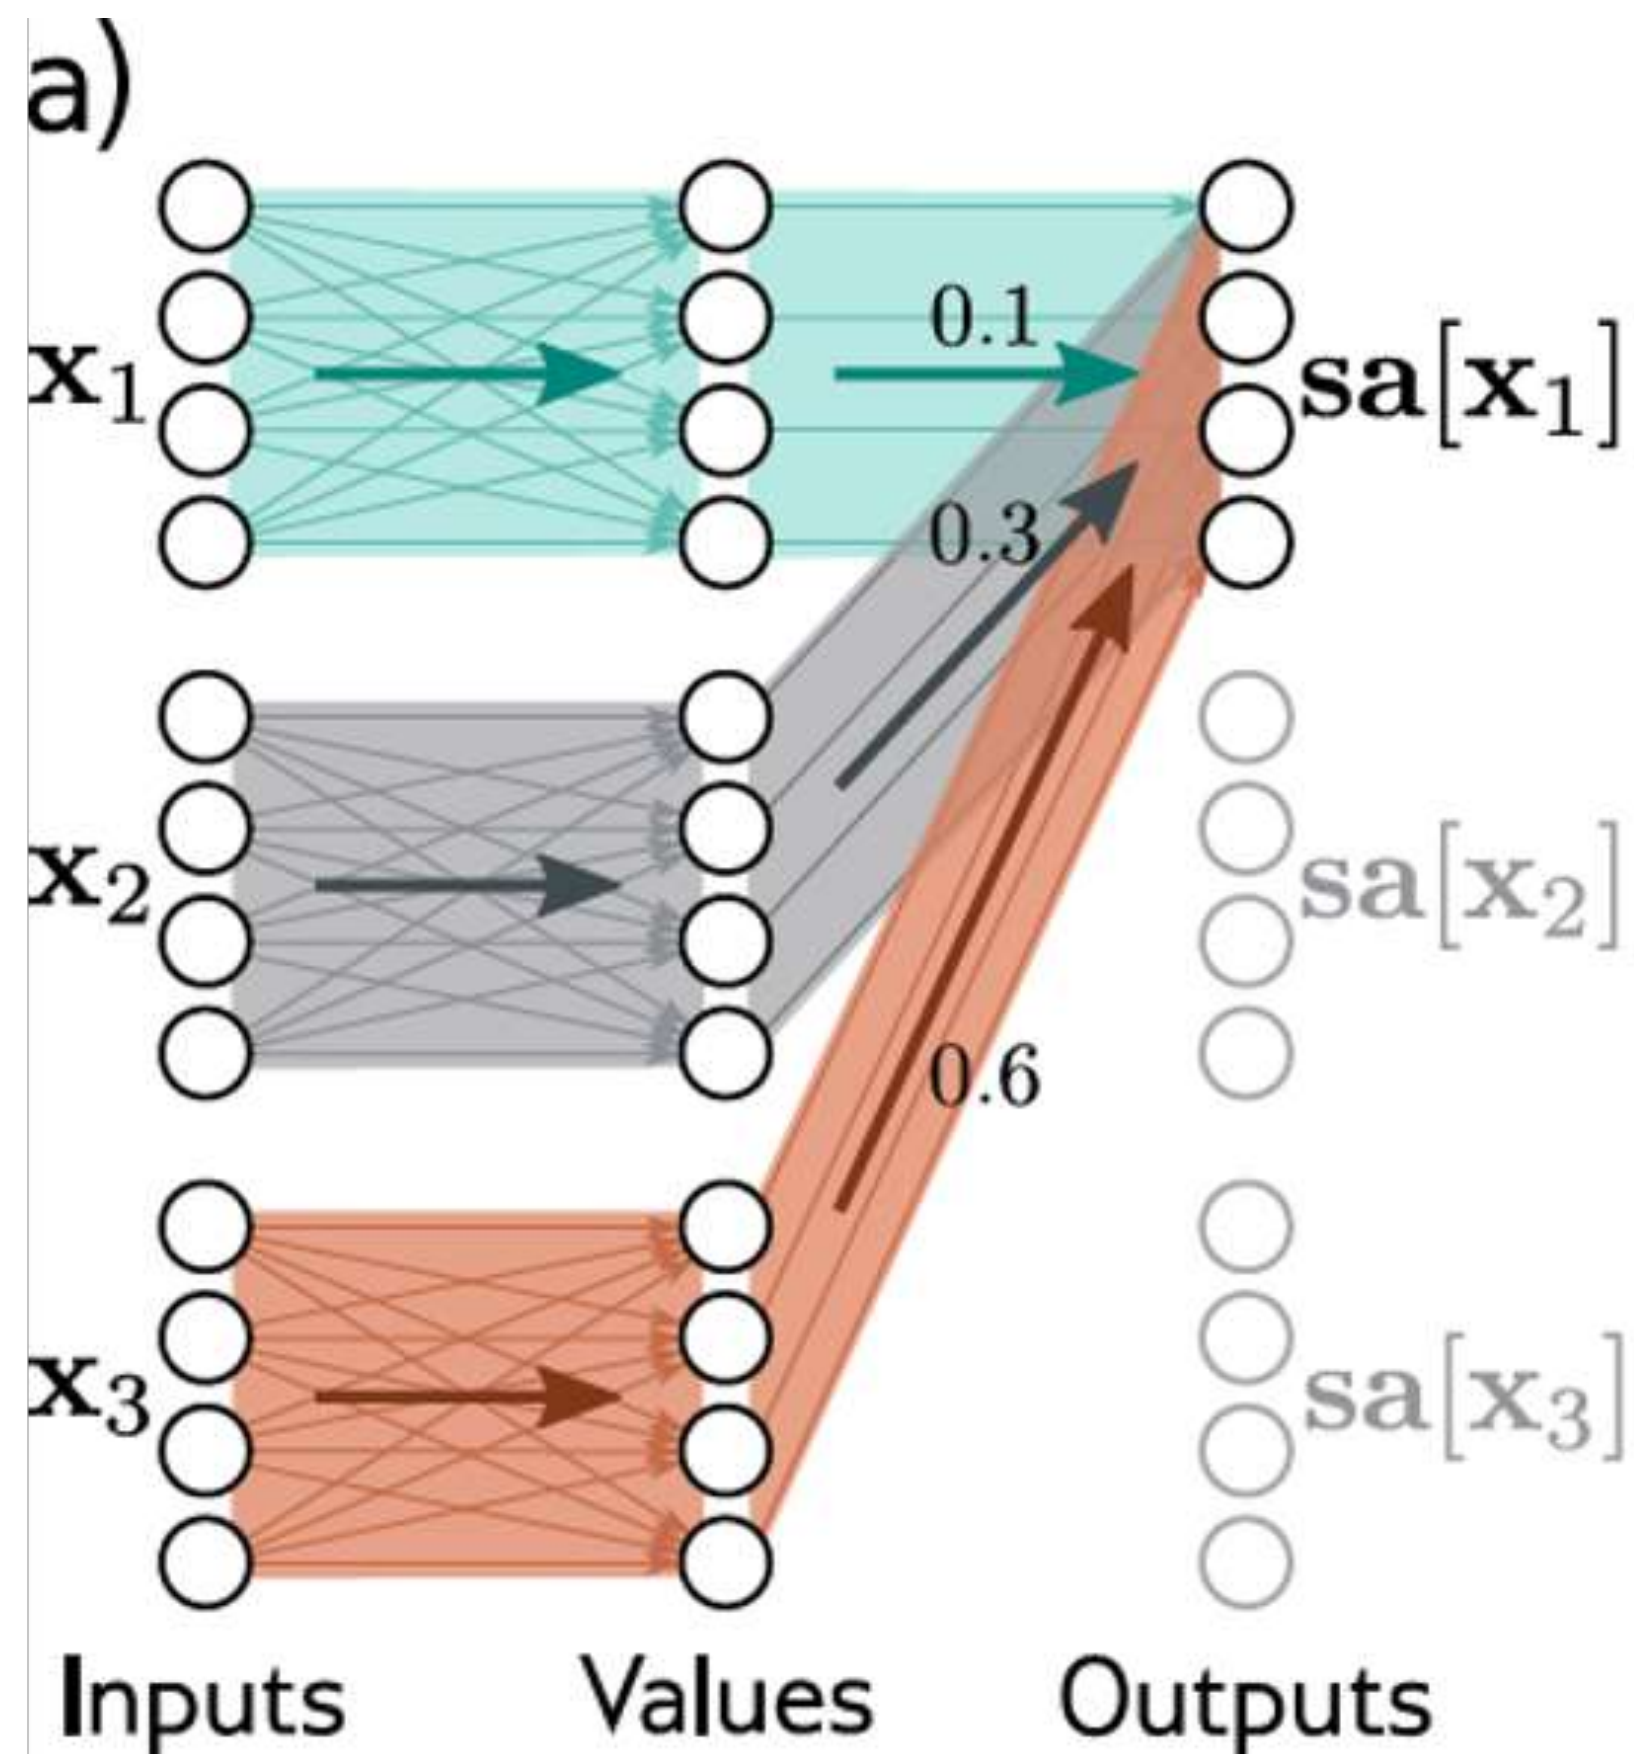 a)
x₁
0.1
sa[x₁]
0.3
x₂
sa[x₂]
0.6
x₃
sa[x₃]
Inputs Values Outputs